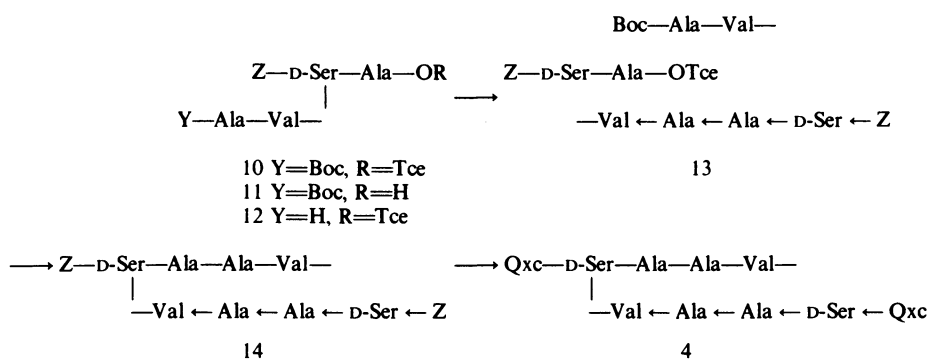 Boc—Ala—Val—
Z—D-Ser—Ala—OR
Z—D-Ser—Ala—OTce
Y—Ala—Val—
—Val ← Ala ← Ala ← D-Ser ← Z
10 Y=Boc, R=Tce
11 Y=Boc, R=H
12 Y=H, R=Tce
13
Z—D-Ser—Ala—Ala—Val—
—Val ← Ala ← Ala ← D-Ser ← Z
14
Qxc—D-Ser—Ala—Ala—Val—
—Val ← Ala ← Ala ← D-Ser ← Qxc
4